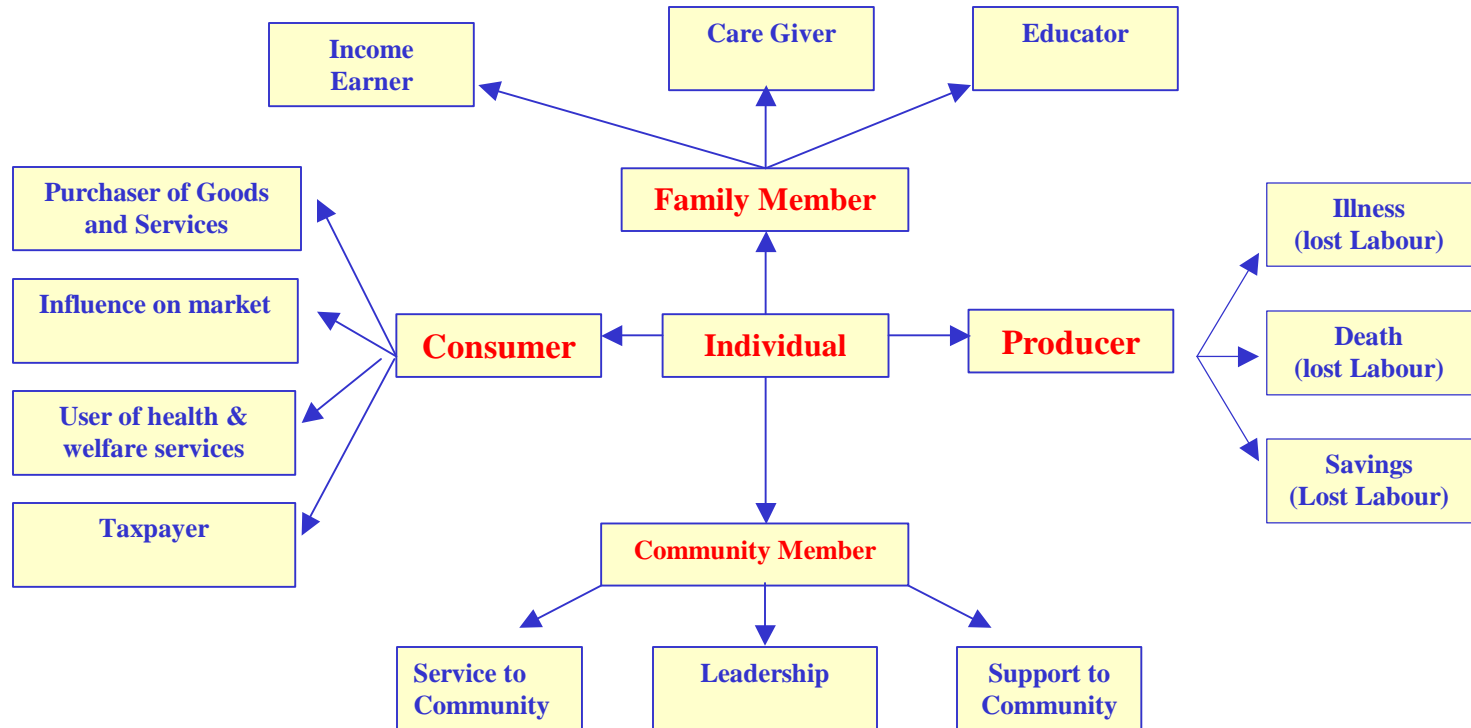 Income
Earner
Care Giver
Educator
Family Member
Purchaser of Goods
and Services
Influence on market
User of health &
welfare services
Taxpayer
Consumer
Individual
Producer
Illness
(lost Labour)
Death
(lost Labour)
Savings
(Lost Labour)
Community Member
Service to
Community
Leadership
Support to
Community